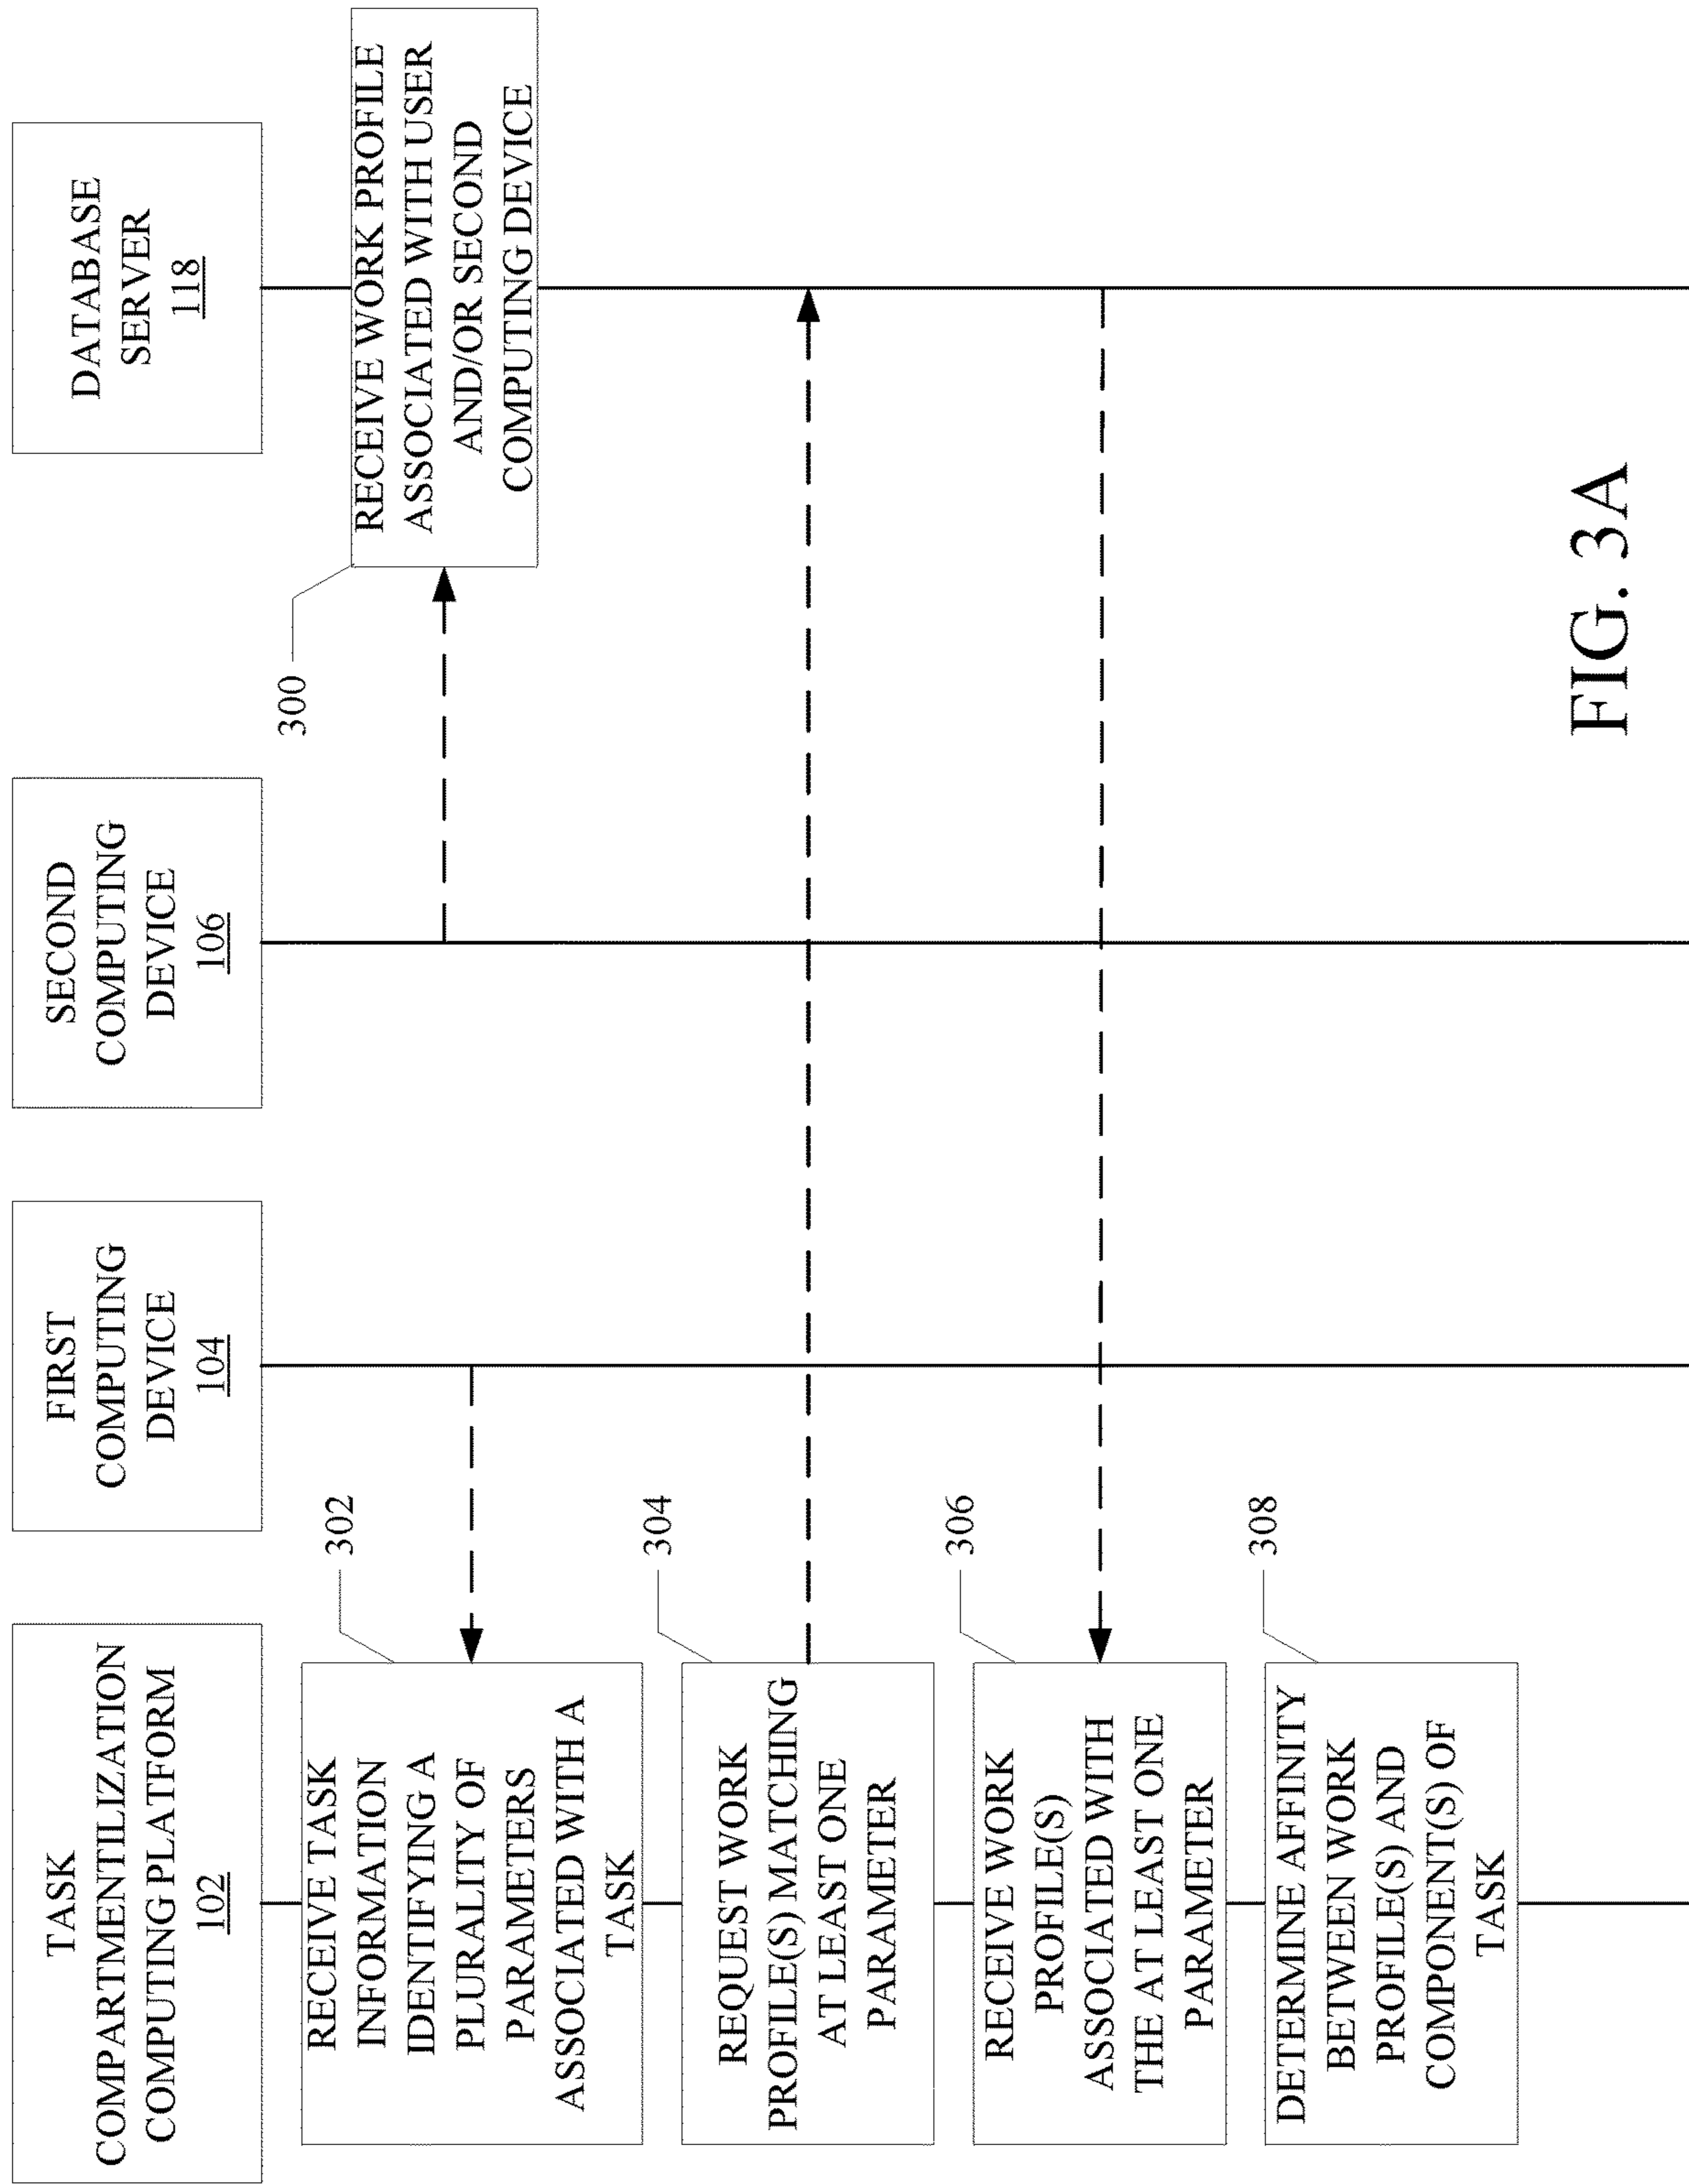 TASK
COMPARTMENTILIZATION
COMPUTING PLATFORM
102
FIRST
COMPUTING
DEVICE
104
SECOND
COMPUTING
DEVICE
106
DATABASE
SERVER
118
300
RECEIVE WORK PROFILE
ASSOCIATED WITH USER
AND/OR SECOND
COMPUTING DEVICE
302
RECEIVE TASK
INFORMATION
IDENTIFYING A
PLURALITY OF
PARAMETERS
ASSOCIATED WITH A
TASK
304
REQUEST WORK
PROFILE(S) MATCHING
AT LEAST ONE
PARAMETER
306
RECEIVE WORK
PROFILE(S)
ASSOCIATED WITH
THE AT LEAST ONE
PARAMETER
308
DETERMINE AFFINITY
BETWEEN WORK
PROFILE(S) AND
COMPONENT(S) OF
TASK
FIG. 3A